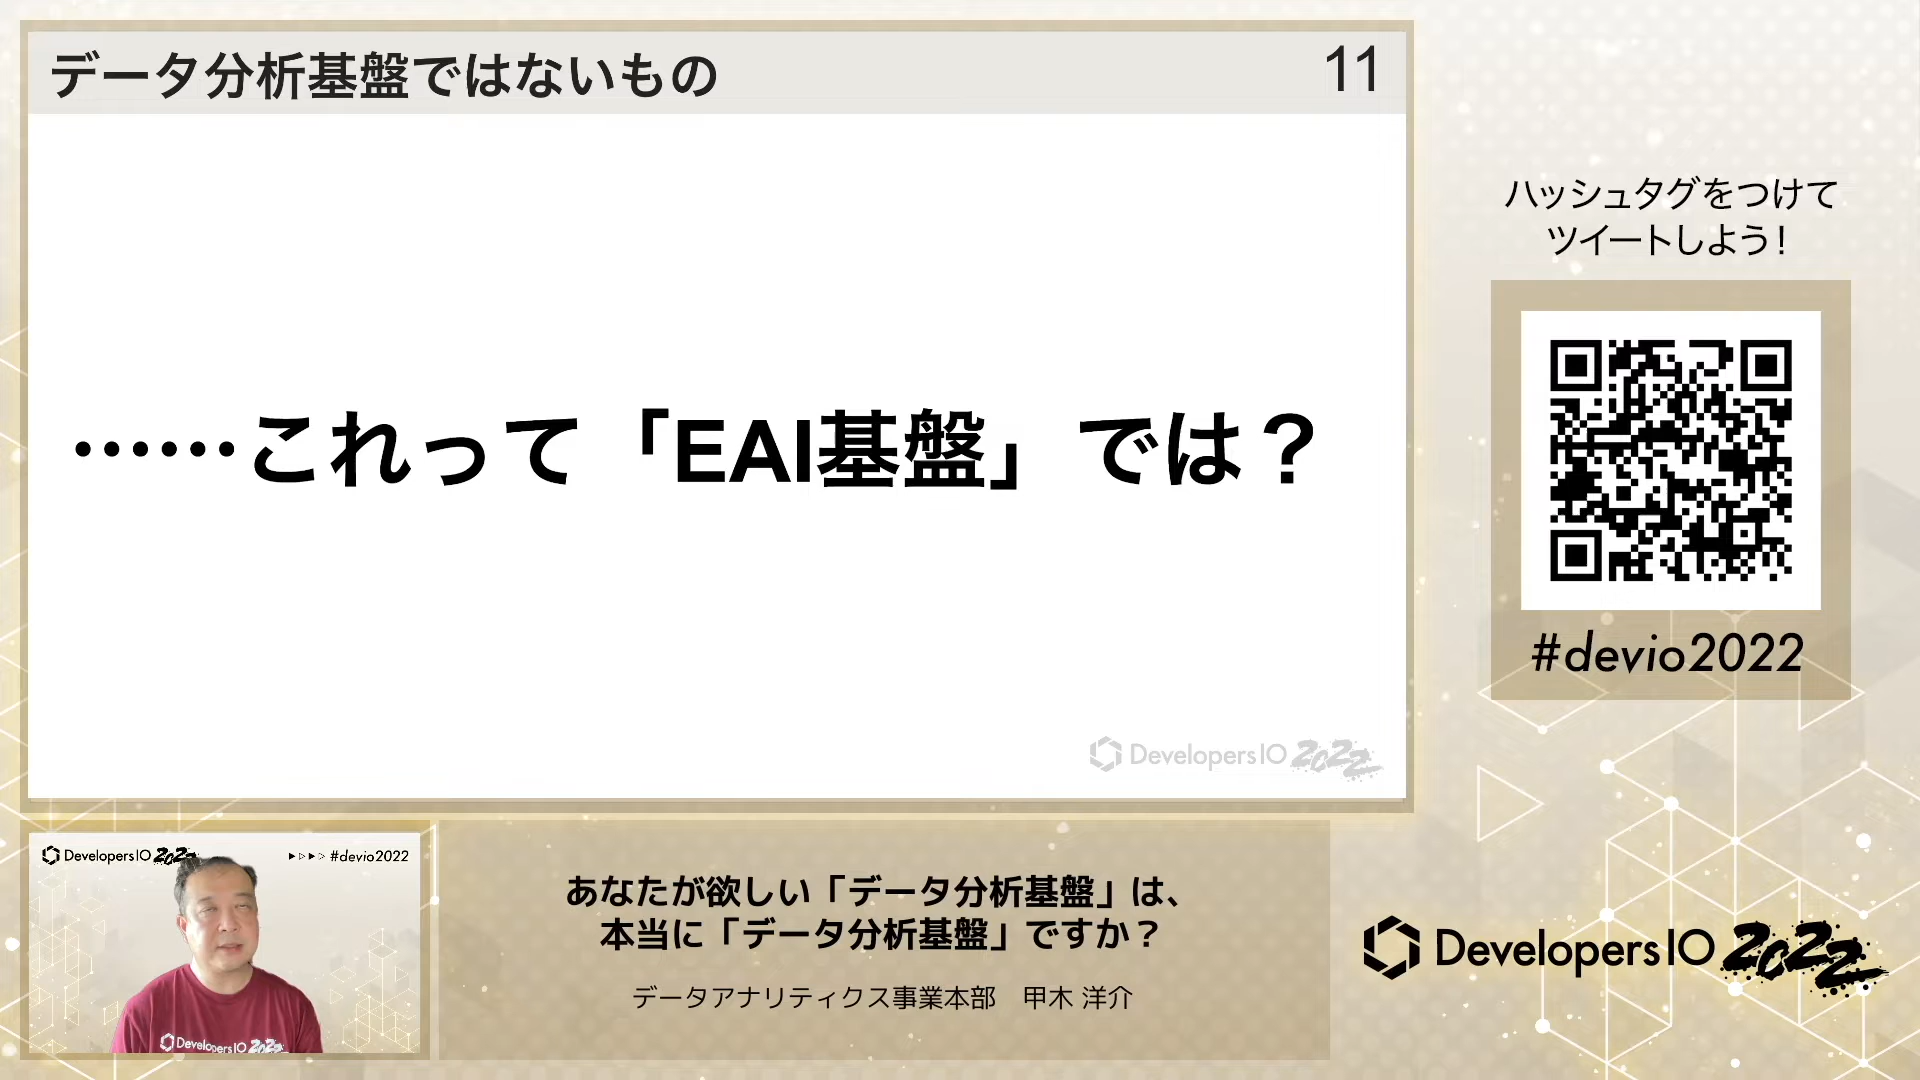 データ分析基盤ではないもの
11
……これって「EAI基盤」では？
DevelopersIO 2022
ハッシュタグをつけて
ツイートしよう！
#devio2022
DevelopersIO 2022
#devio2022
DevelopersIO 2022
あなたが欲しい「データ分析基盤」は、
本当に「データ分析基盤」ですか？
データアナリティクス事業本部　甲木 洋介
DevelopersIO 2022